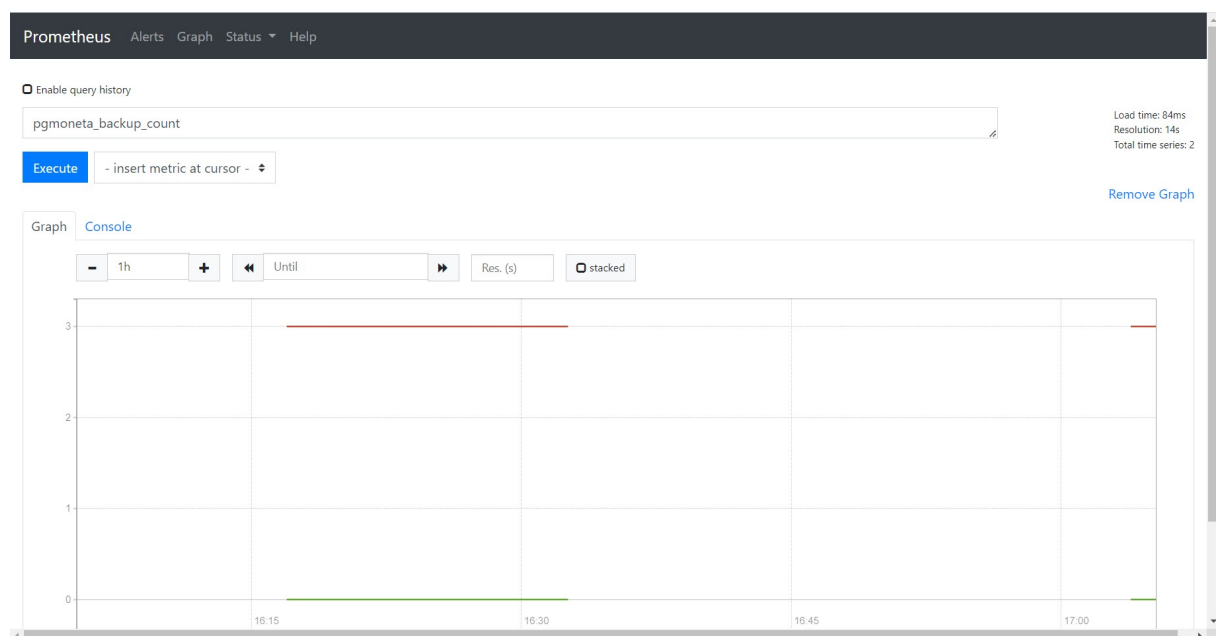 Prometheus Alerts Graph Status Help
Enable query history
pgmoneta_backup_count
Load time: 84ms
Resolution: 14s
Total time series: 2
Execute
- insert metric at cursor -
Remove Graph
Graph Console
1h
Until
Res. (s)
stacked
3
2
1
0
16:15 16:30 16:45 17:00